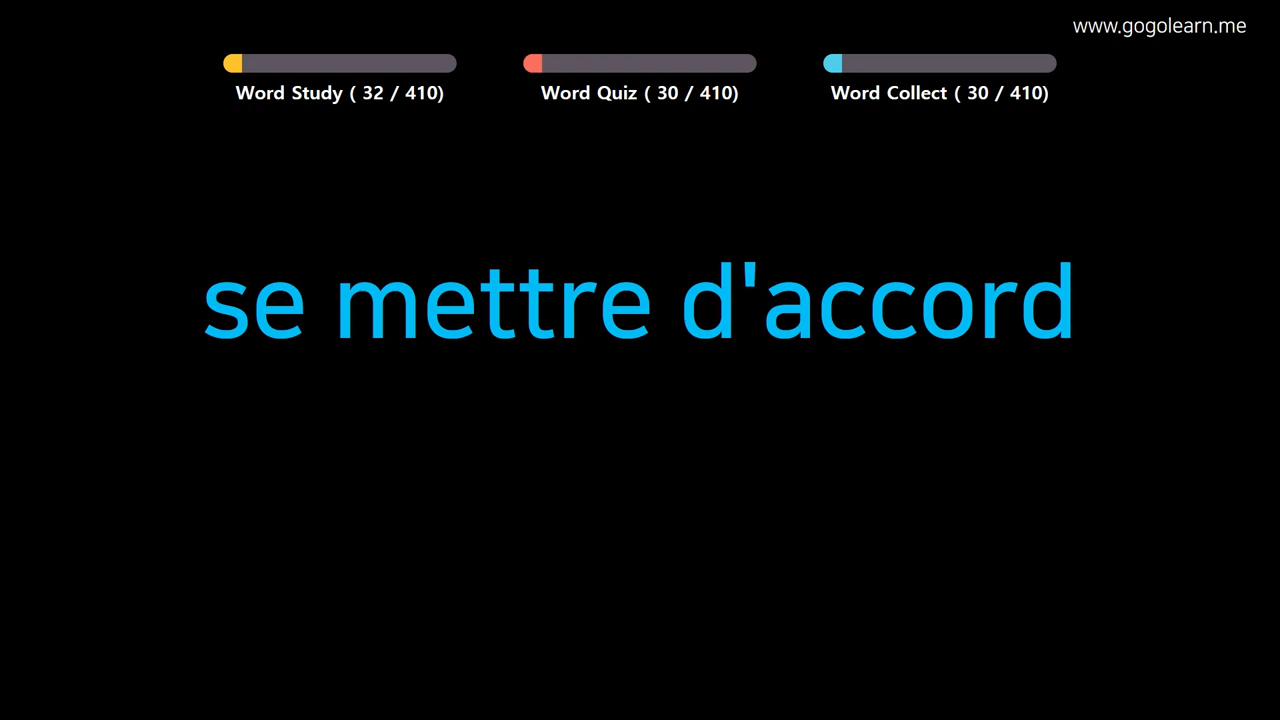 www.gogolearn.me
Word Study ( 32 / 410)
Word Quiz ( 30 / 410)
Word Collect ( 30 / 410)
se mettre d'accord